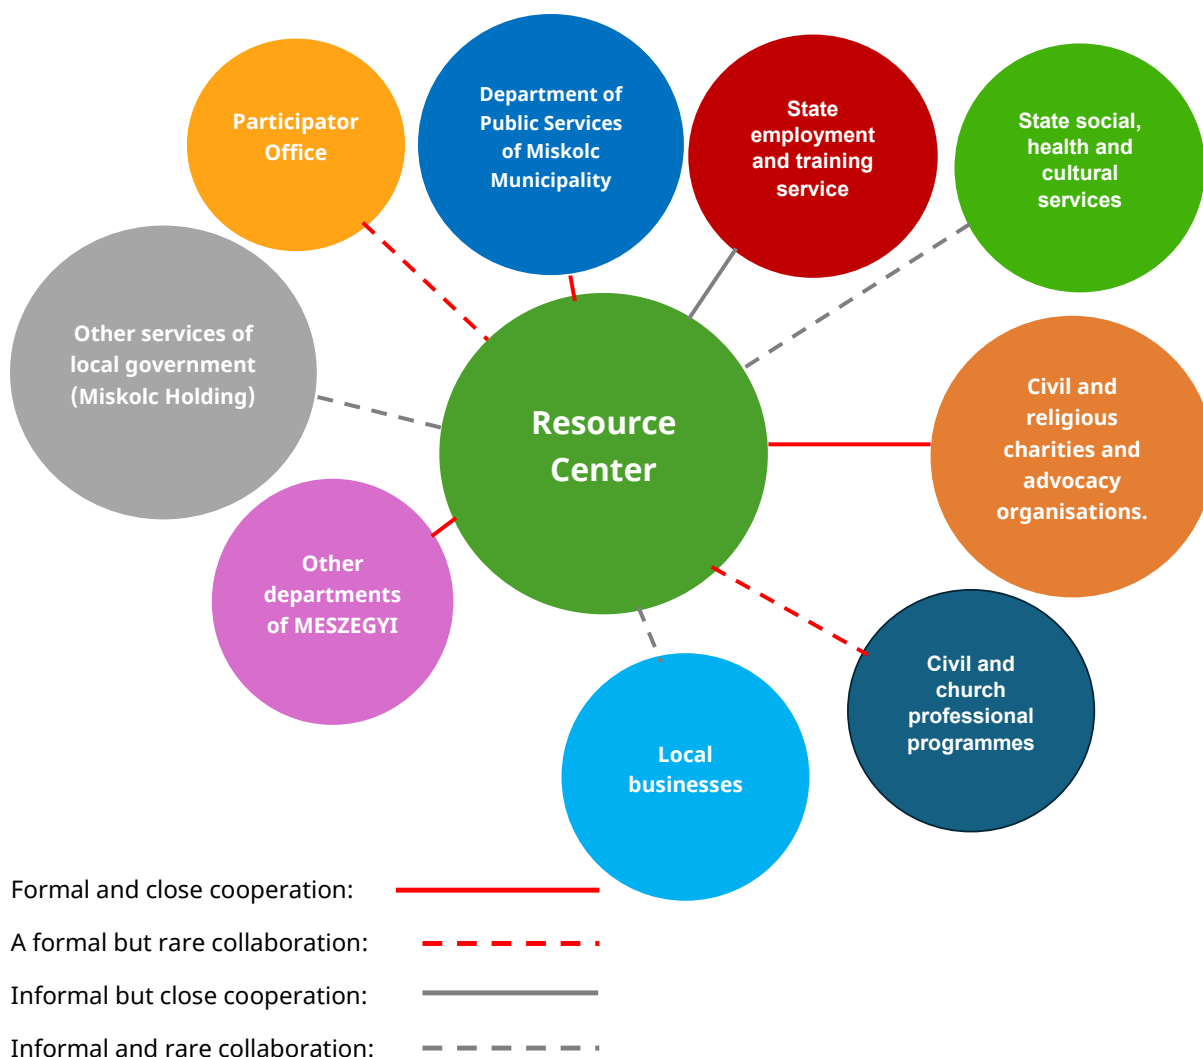 Participator
Office
Department of
Public Services
of Miskolc
Municipality
State
employment
and training
service
State social,
health and
cultural
services
Other services of
local government
(Miskolc Holding)
Resource
Center
Civil and
religious
charities and
advocacy
organisations.
Other
departments
of MESZEGYI
Civil and
church
professional
programmes
Local
businesses
Formal and close cooperation:
A formal but rare collaboration:
Informal but close cooperation:
Informal and rare collaboration: